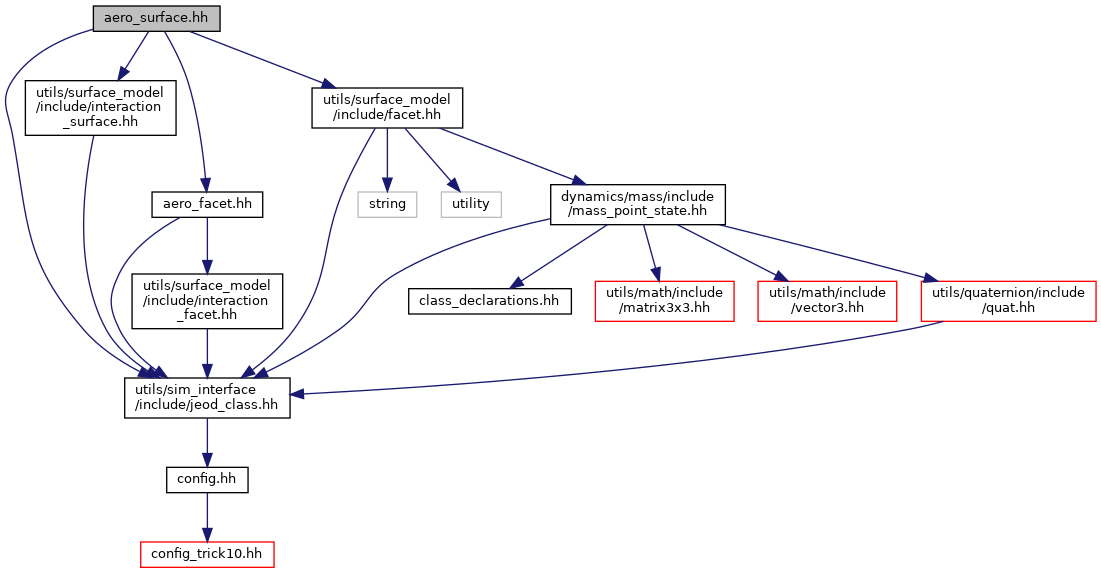 aero_surface.hh
utils/surface_model
/include/interaction
_surface.hh
utils/surface_model
/include/facet.hh
aero_facet.hh
string
utility
dynamics/mass/include
/mass_point_state.hh
utils/surface_model
/include/interaction
_facet.hh
class_declarations.hh
utils/math/include
/matrix3x3.hh
utils/math/include
/vector3.hh
utils/quaternion/include
/quat.hh
utils/sim_interface
/include/jeod_class.hh
config.hh
config_trick10.hh